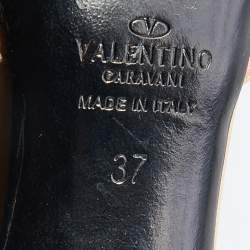 VALENTINO
GARAVANI
MADE IN ITALY
37